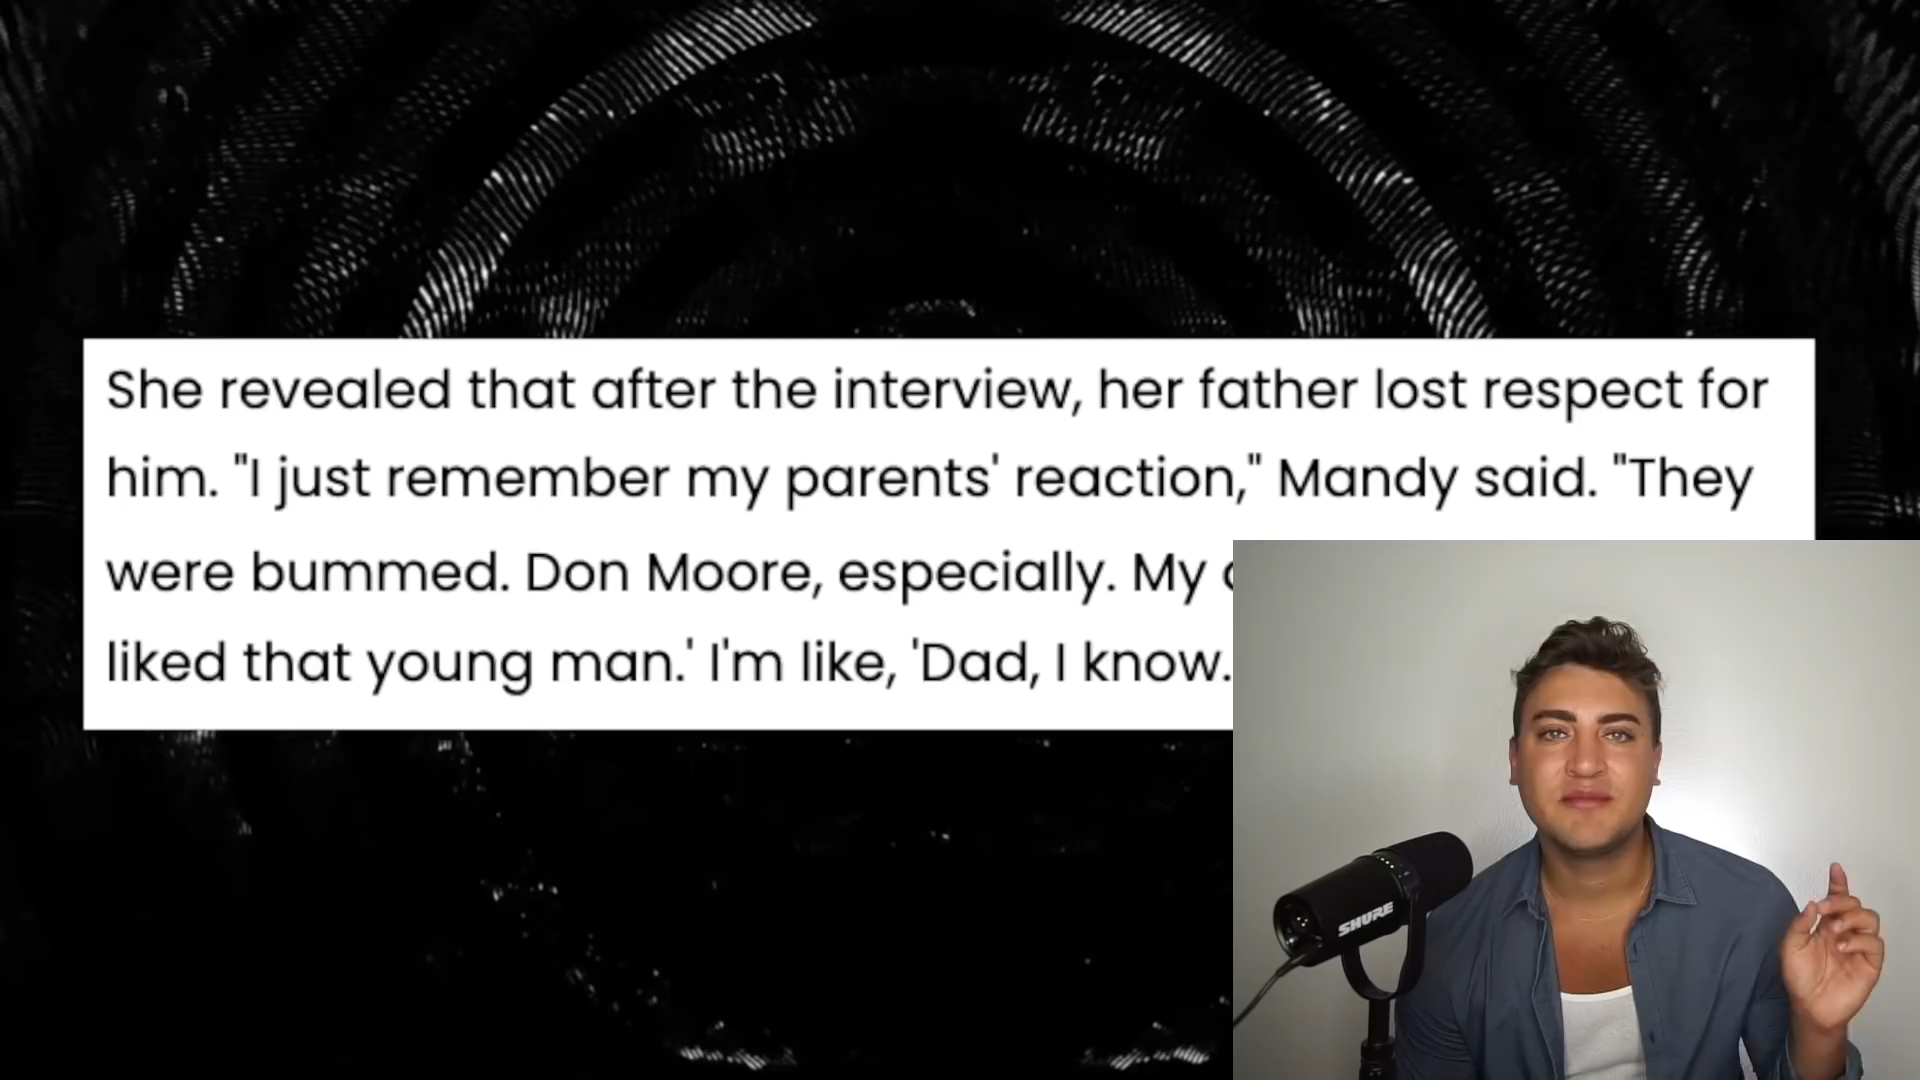 She revealed that after the interview, her father lost respect for
him. "I just remember my parents' reaction," Mandy said. "They
were bummed. Don Moore, especially. My
liked that young man.' I'm like, 'Dad, I know.
SHURE